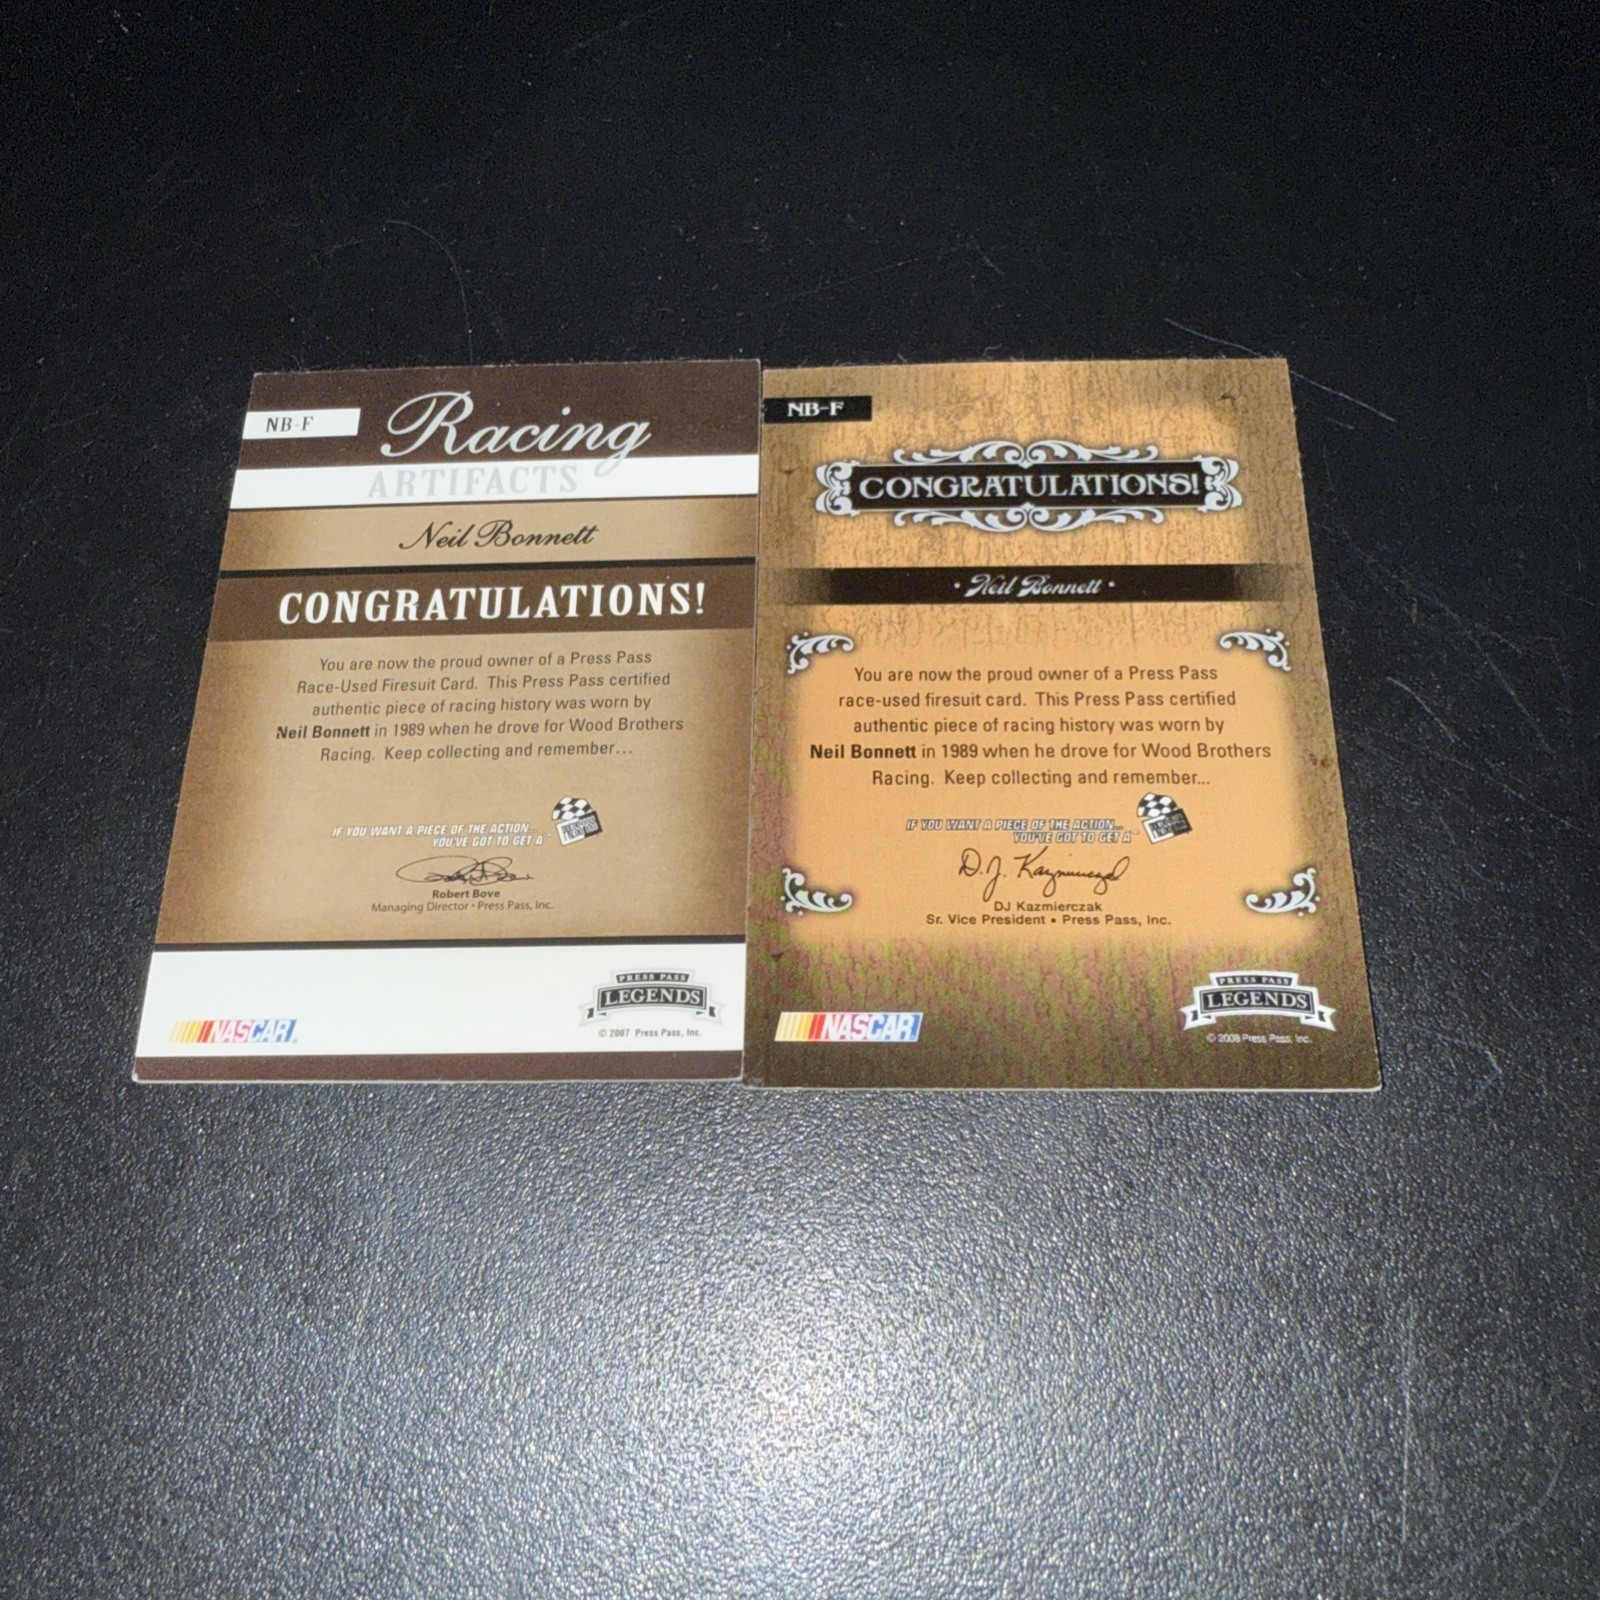 NB-F
Racing
ARTIFACTS
Neil Bonnett
CONGRATULATIONS!
You are now the proud owner of a Press Pass
Race-Used Firesuit Card. This Press Pass certified
authentic piece of racing history was worn by
Neil Bonnett in 1989 when he drove for Wood Brothers
Racing. Keep collecting and remember...
IF YOU WANT A PIECE OF THE ACTION...
YOU'VE GOT TO GET A
Robert Bove
Managing Director • Press Pass, Inc.
NASCAR
PRESS PASS
LEGENDS
© 2007 Press Pass, Inc.
NB-F
CONGRATULATIONS!
• Neil Bonnett •
You are now the proud owner of a Press Pass
race-used firesuit card. This Press Pass certified
authentic piece of racing history was worn by
Neil Bonnett in 1989 when he drove for Wood Brothers
Racing. Keep collecting and remember...
IF YOU WANT A PIECE OF THE ACTION...
YOU'VE GOT TO GET A
D.J. Kazmierczak
DJ Kazmierczak
Sr. Vice President • Press Pass, Inc.
NASCAR
PRESS PASS
LEGENDS
© 2008 Press Pass, Inc.